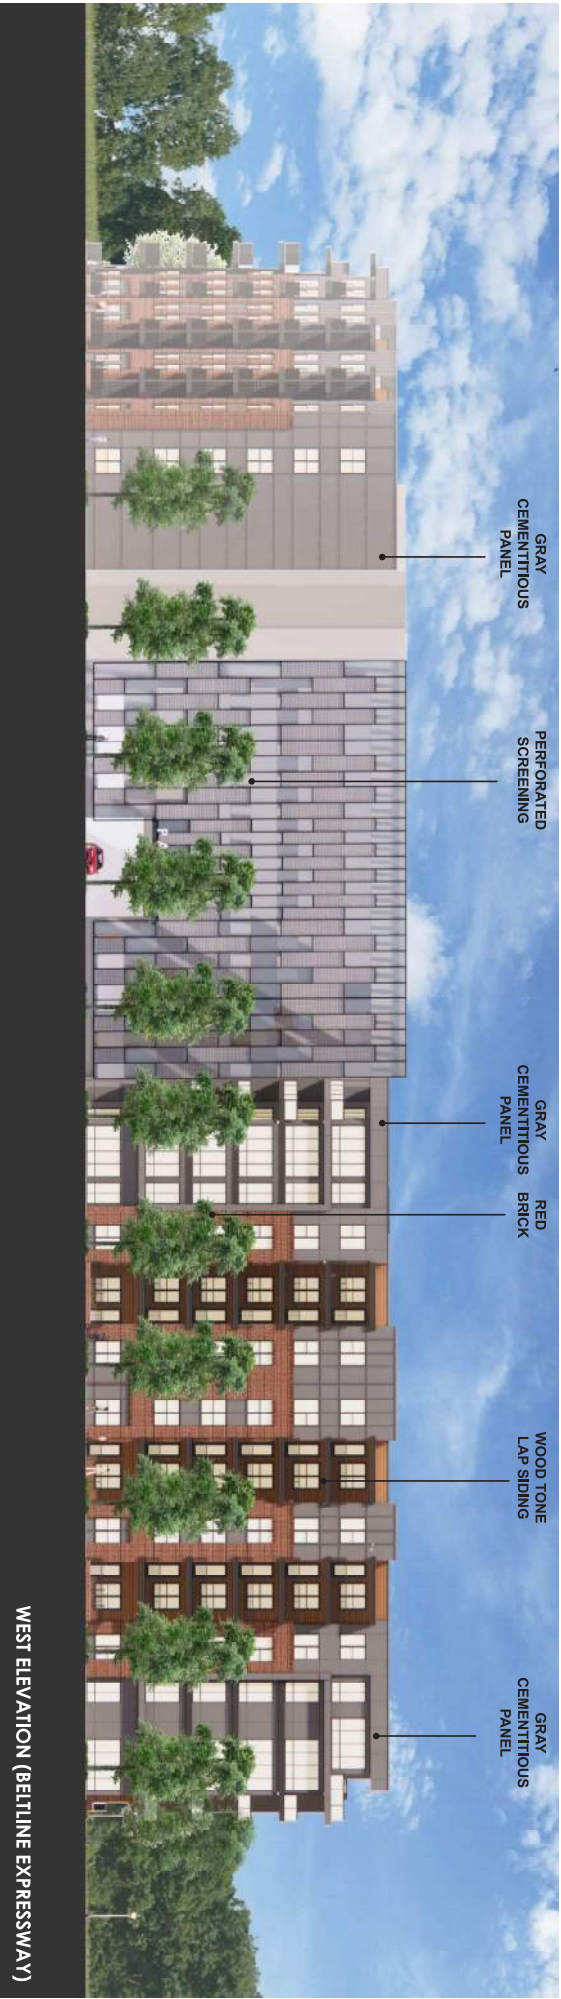 GRAY
CEMENTITIOUS
PANEL
PERFORATED
SCREENING
GRAY
CEMENTITIOUS
PANEL
RED
BRICK
WOOD TONE
LAP SIDING
GRAY
CEMENTITIOUS
PANEL
WEST ELEVATION (BELTLINE EXPRESSWAY)